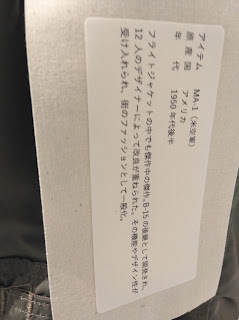 アイテム　MA-1（米空軍）
原産国　アメリカ
年　代　1950年代後半
フライトジャケットの中でも傑作中の傑作。B-15の後継として開発され、
12人のデザイナーによって改良が重ねられた。その機能やデザイン性が
受け入れられ、街のファッションとして一般化。